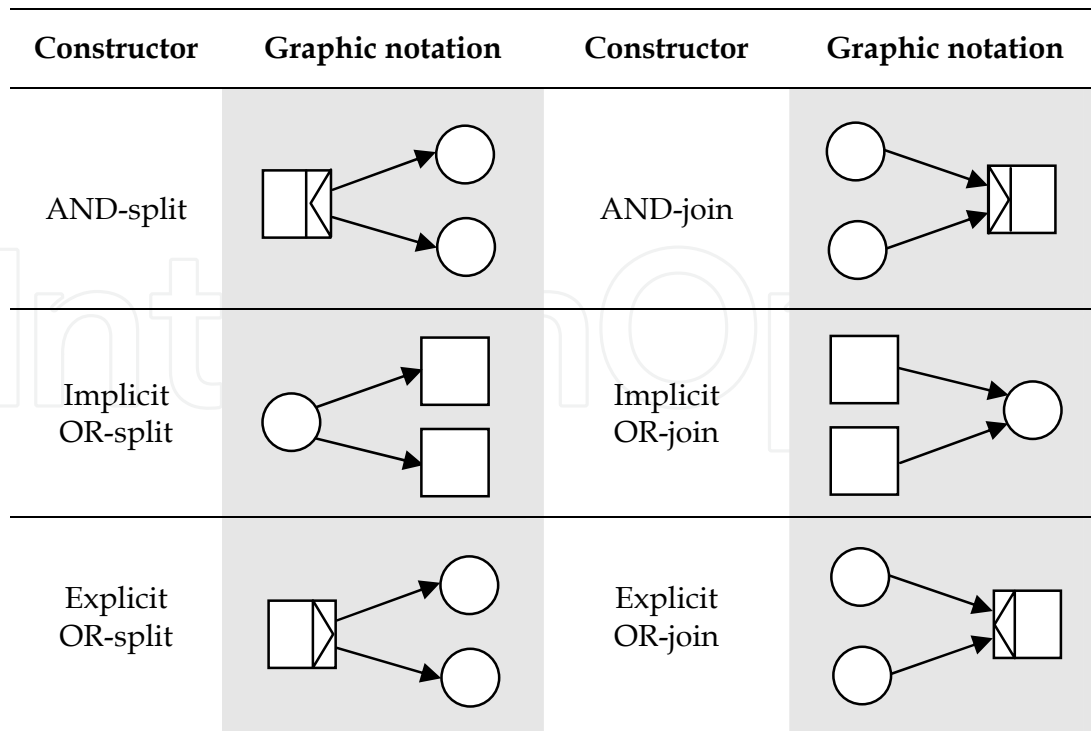 Constructor Graphic notation Constructor Graphic notation
AND-split AND-join
Implicit Implicit
OR-split OR-join
Explicit Explicit
OR-split OR-join